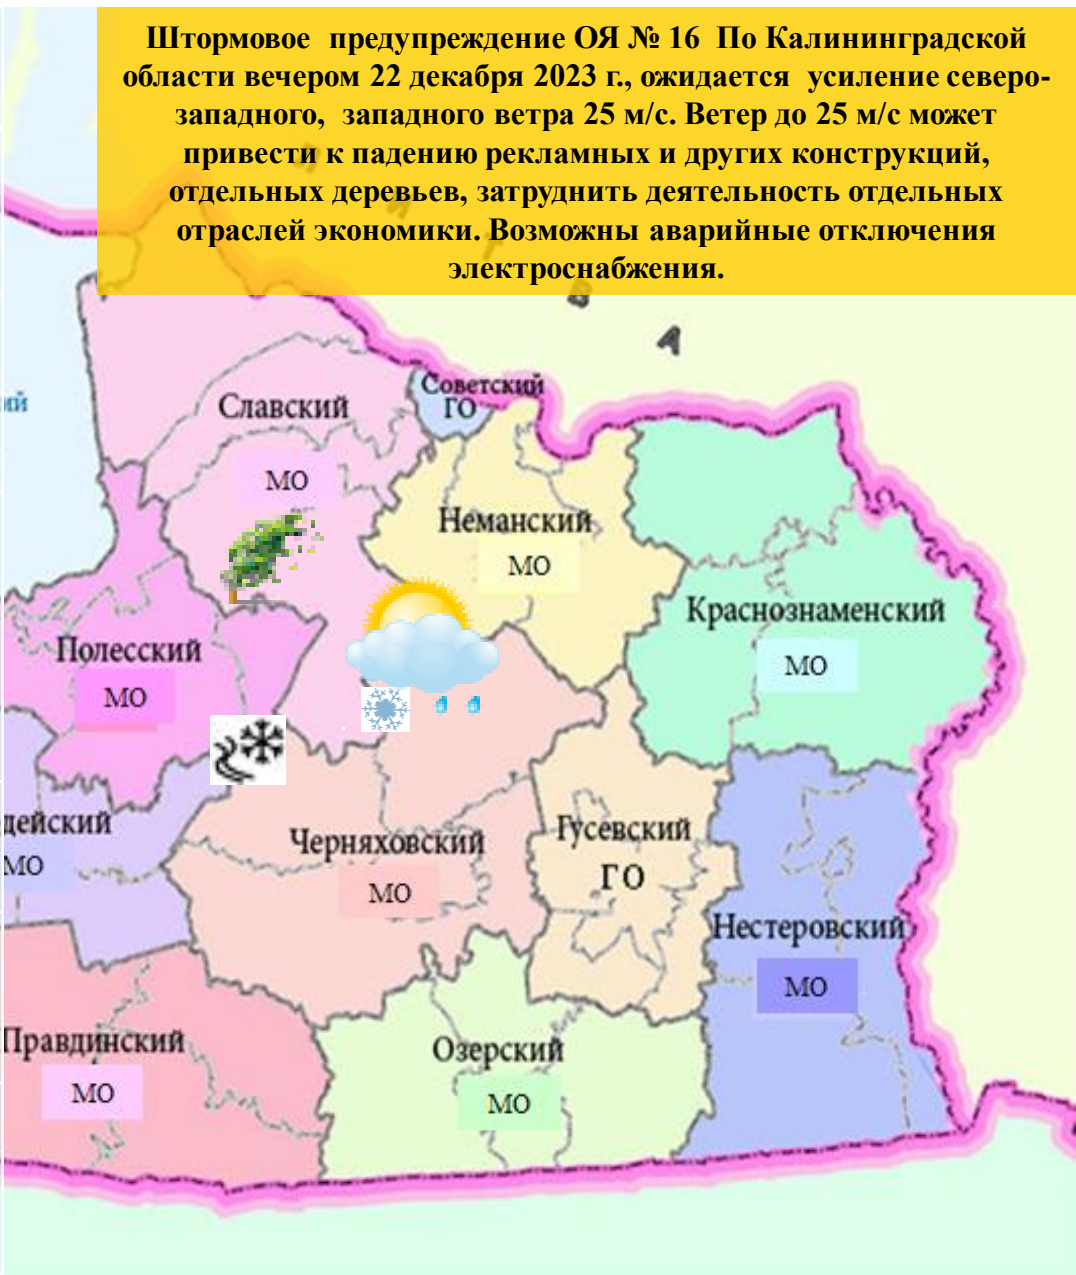 Штормовое предупреждение ОЯ № 16 По Калининградской
области вечером 22 декабря 2023 г., ожидается усиление северо-
западного, западного ветра 25 м/с. Ветер до 25 м/с может
привести к падению рекламных и других конструкций,
отдельных деревьев, затруднить деятельность отдельных
отраслей экономики. Возможны аварийные отключения
электроснабжения.
Т
В
А
ий
Советский
ГО
Славский
МО
Неманский
МО
Краснознаменский
МО
Полесский
МО
дейский
МО
Черняховский
МО
Гусевский
ГО
Нестеровский
МО
Правдинский
МО
Озерский
МО